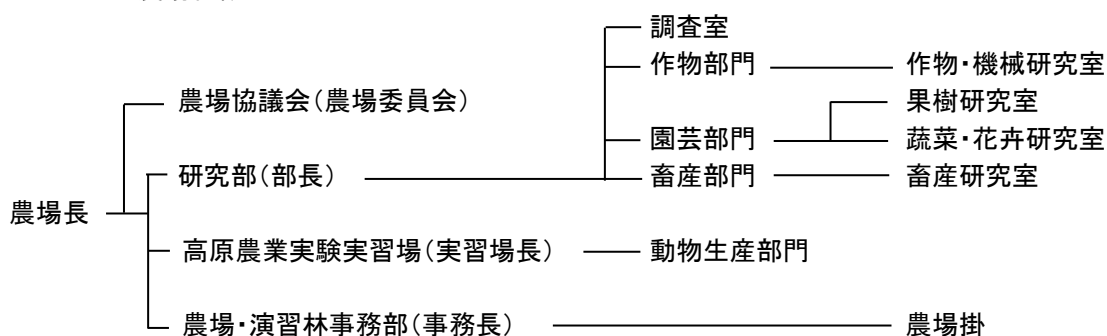 調査室
作物部門 作物・機械研究室
農場協議会(農場委員会) 果樹研究室
園芸部門 蔬菜・花卉研究室
研究部(部長) 畜産部門 畜産研究室
農場長
高原農業実験実習場(実習場長) 動物生産部門
農場・演習林事務部(事務長) 農場掛